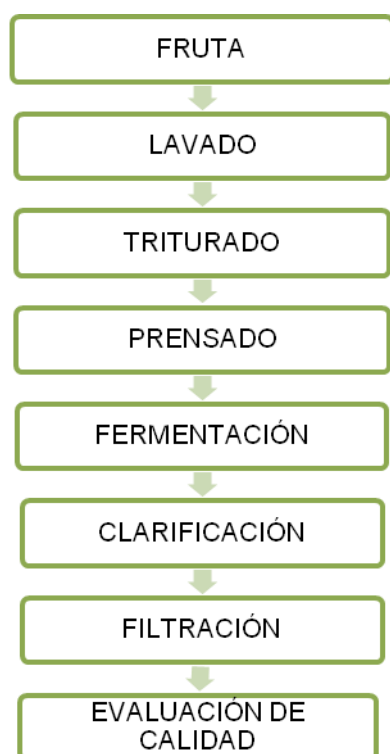 FRUTA
LAVADO
TRITURADO
PRENSADO
FERMENTACIÓN
CLARIFICACIÓN
FILTRACIÓN
EVALUACIÓN DE
CALIDAD